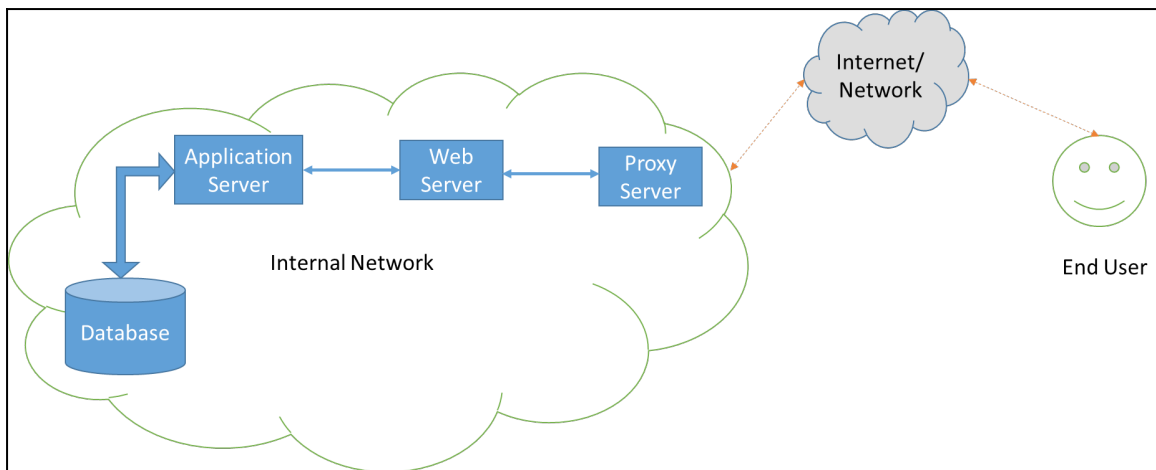 Internet/
Network
Application
Server
Web
Server
Proxy
Server
Internal Network
End User
Database